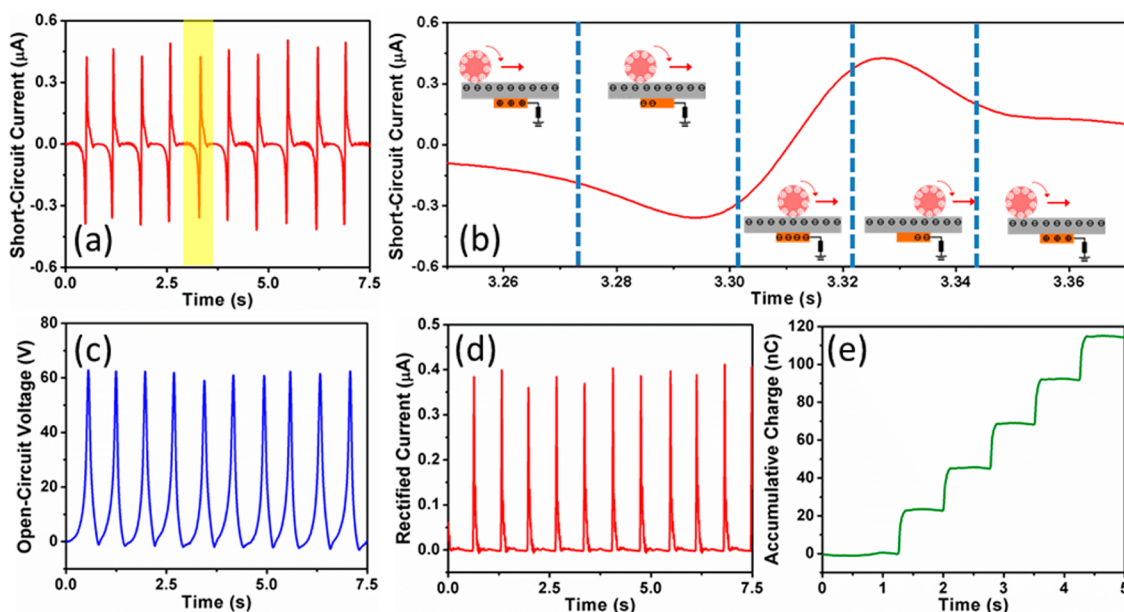 (a)
Short-Circuit Current (μA)
0.6
0.3
0.0
-0.3
-0.6
0.0 2.5 5.0 7.5
Time (s)
(b)
Short-Circuit Current (μA)
0.6
0.3
0.0
-0.3
-0.6
3.26 3.28 3.30 3.32 3.34 3.36
Time (s)
(c)
Open-Circuit Voltage (V)
80
60
40
20
0
0.0 2.5 5.0 7.5
Time (s)
(d)
Rectified Current (μA)
0.5
0.4
0.3
0.2
0.1
0.0
0.0 2.5 5.0 7.5
Time (s)
(e)
Accumulative Charge (nC)
120
100
80
60
40
20
0
0 1 2 3 4 5
Time (s)